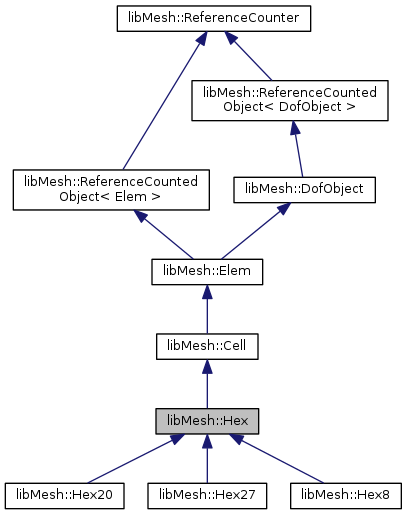 libMesh::ReferenceCounter
libMesh::ReferenceCounted
Object< DofObject >
libMesh::ReferenceCounted
Object< Elem >
libMesh::DofObject
libMesh::Elem
libMesh::Cell
libMesh::Hex
libMesh::Hex20
libMesh::Hex27
libMesh::Hex8